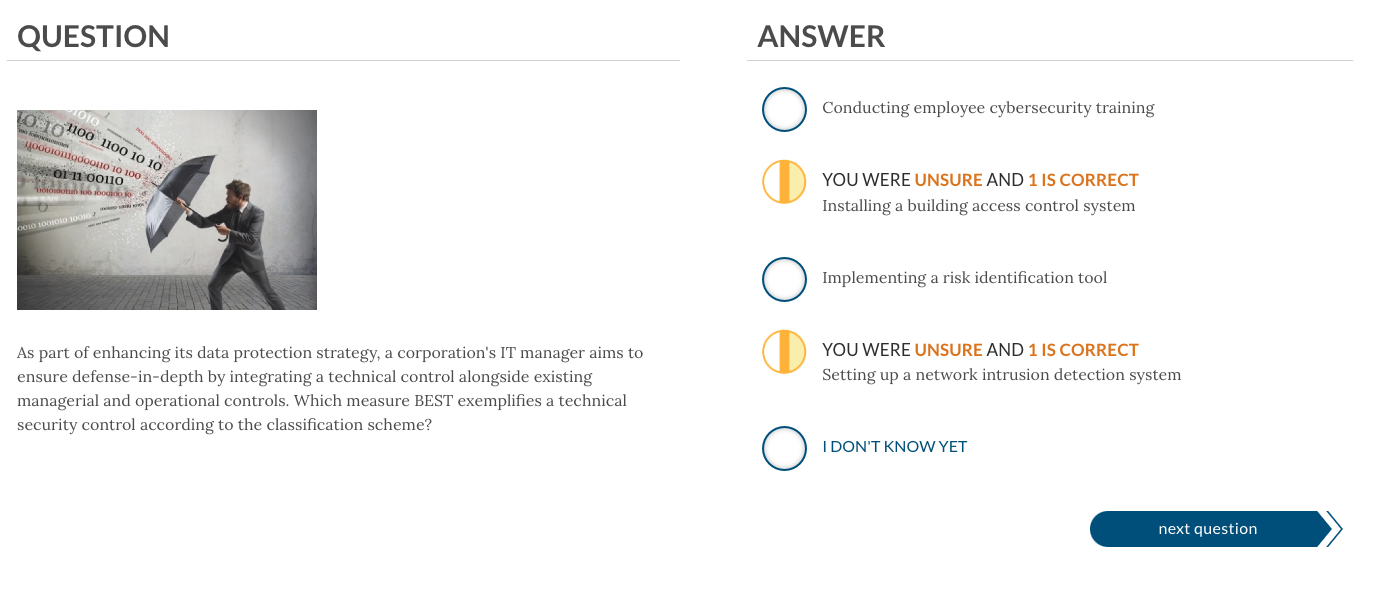 QUESTION
As part of enhancing its data protection strategy, a corporation's IT manager aims to
ensure defense-in-depth by integrating a technical control alongside existing
managerial and operational controls. Which measure BEST exemplifies a technical
security control according to the classification scheme?
ANSWER
Conducting employee cybersecurity training
YOU WERE UNSURE AND 1 IS CORRECT
Installing a building access control system
Implementing a risk identification tool
YOU WERE UNSURE AND 1 IS CORRECT
Setting up a network intrusion detection system
I DON'T KNOW YET
next question